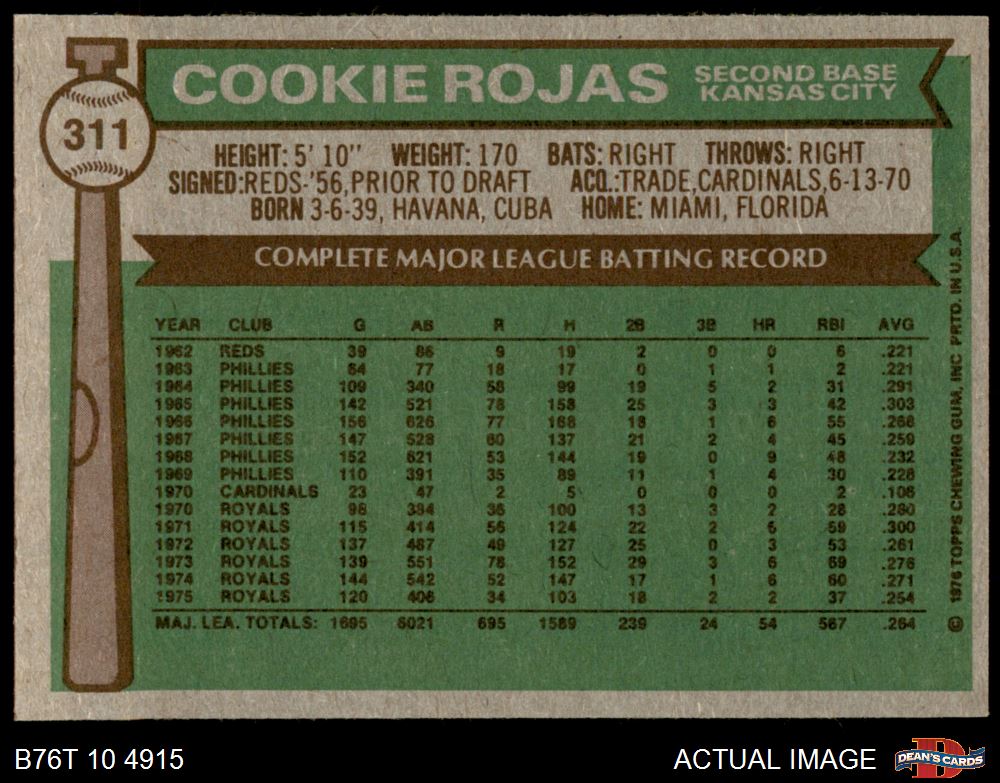 COOKIE ROJAS SECOND BASE
KANSAS CITY
311
HEIGHT: 5' 10" WEIGHT: 170 BATS: RIGHT THROWS: RIGHT
SIGNED: REDS-'56, PRIOR TO DRAFT ACQ.: TRADE, CARDINALS, 6-13-70
BORN 3-6-39, HAVANA, CUBA HOME: MIAMI, FLORIDA
COMPLETE MAJOR LEAGUE BATTING RECORD
YEAR CLUB G AB R H 2B 3B HR RBI AVG
1962 REDS 39 86 9 19 2 0 0 6 .221
1963 PHILLIES 64 77 18 17 0 1 1 2 .221
1964 PHILLIES 109 340 58 99 19 5 2 31 .291
1965 PHILLIES 142 521 78 158 25 3 3 42 .303
1966 PHILLIES 156 626 77 168 18 1 6 55 .268
1967 PHILLIES 147 528 60 137 21 2 4 45 .259
1968 PHILLIES 152 621 53 144 19 0 9 48 .232
1969 PHILLIES 110 391 35 89 11 1 4 30 .228
1970 CARDINALS 23 47 2 5 0 0 0 2 .106
1970 ROYALS 98 384 36 100 13 3 2 28 .260
1971 ROYALS 115 414 56 124 22 2 6 59 .300
1972 ROYALS 137 487 49 127 25 0 3 53 .261
1973 ROYALS 139 551 78 152 29 3 6 69 .276
1974 ROYALS 144 542 52 147 17 1 6 60 .271
1975 ROYALS 120 406 34 103 18 2 2 37 .254
MAJ. LEA. TOTALS: 1695 6021 695 1589 239 24 54 567 .264
© 1976 TOPPS CHEWING GUM, INC. PRTD. IN U.S.A.
B76T 10 4915
ACTUAL IMAGE
D
DEAN'S CARDS